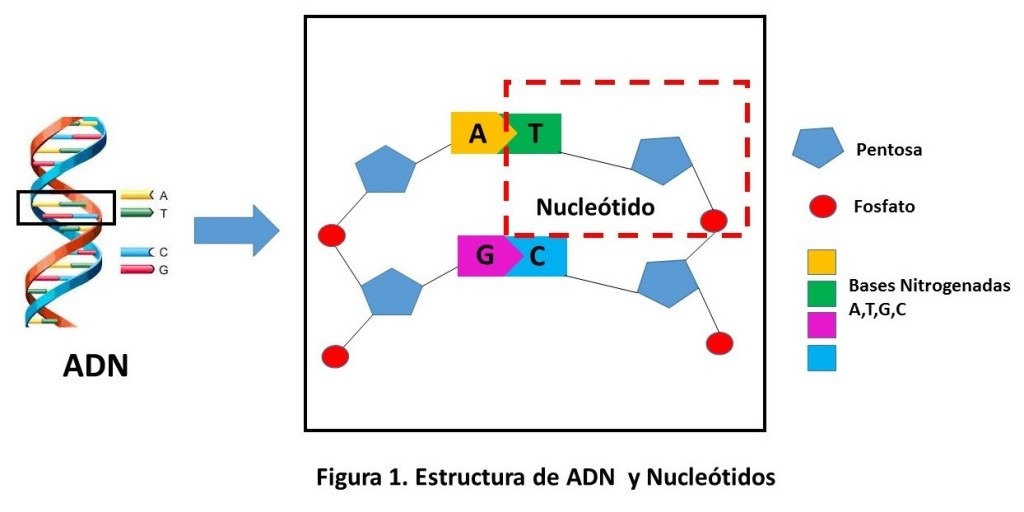 A
T
C
G
ADN
A
T
Nucleótido
G
C
Pentosa
Fosfato
Bases Nitrogenadas
A,T,G,C
Figura 1. Estructura de ADN y Nucleótidos